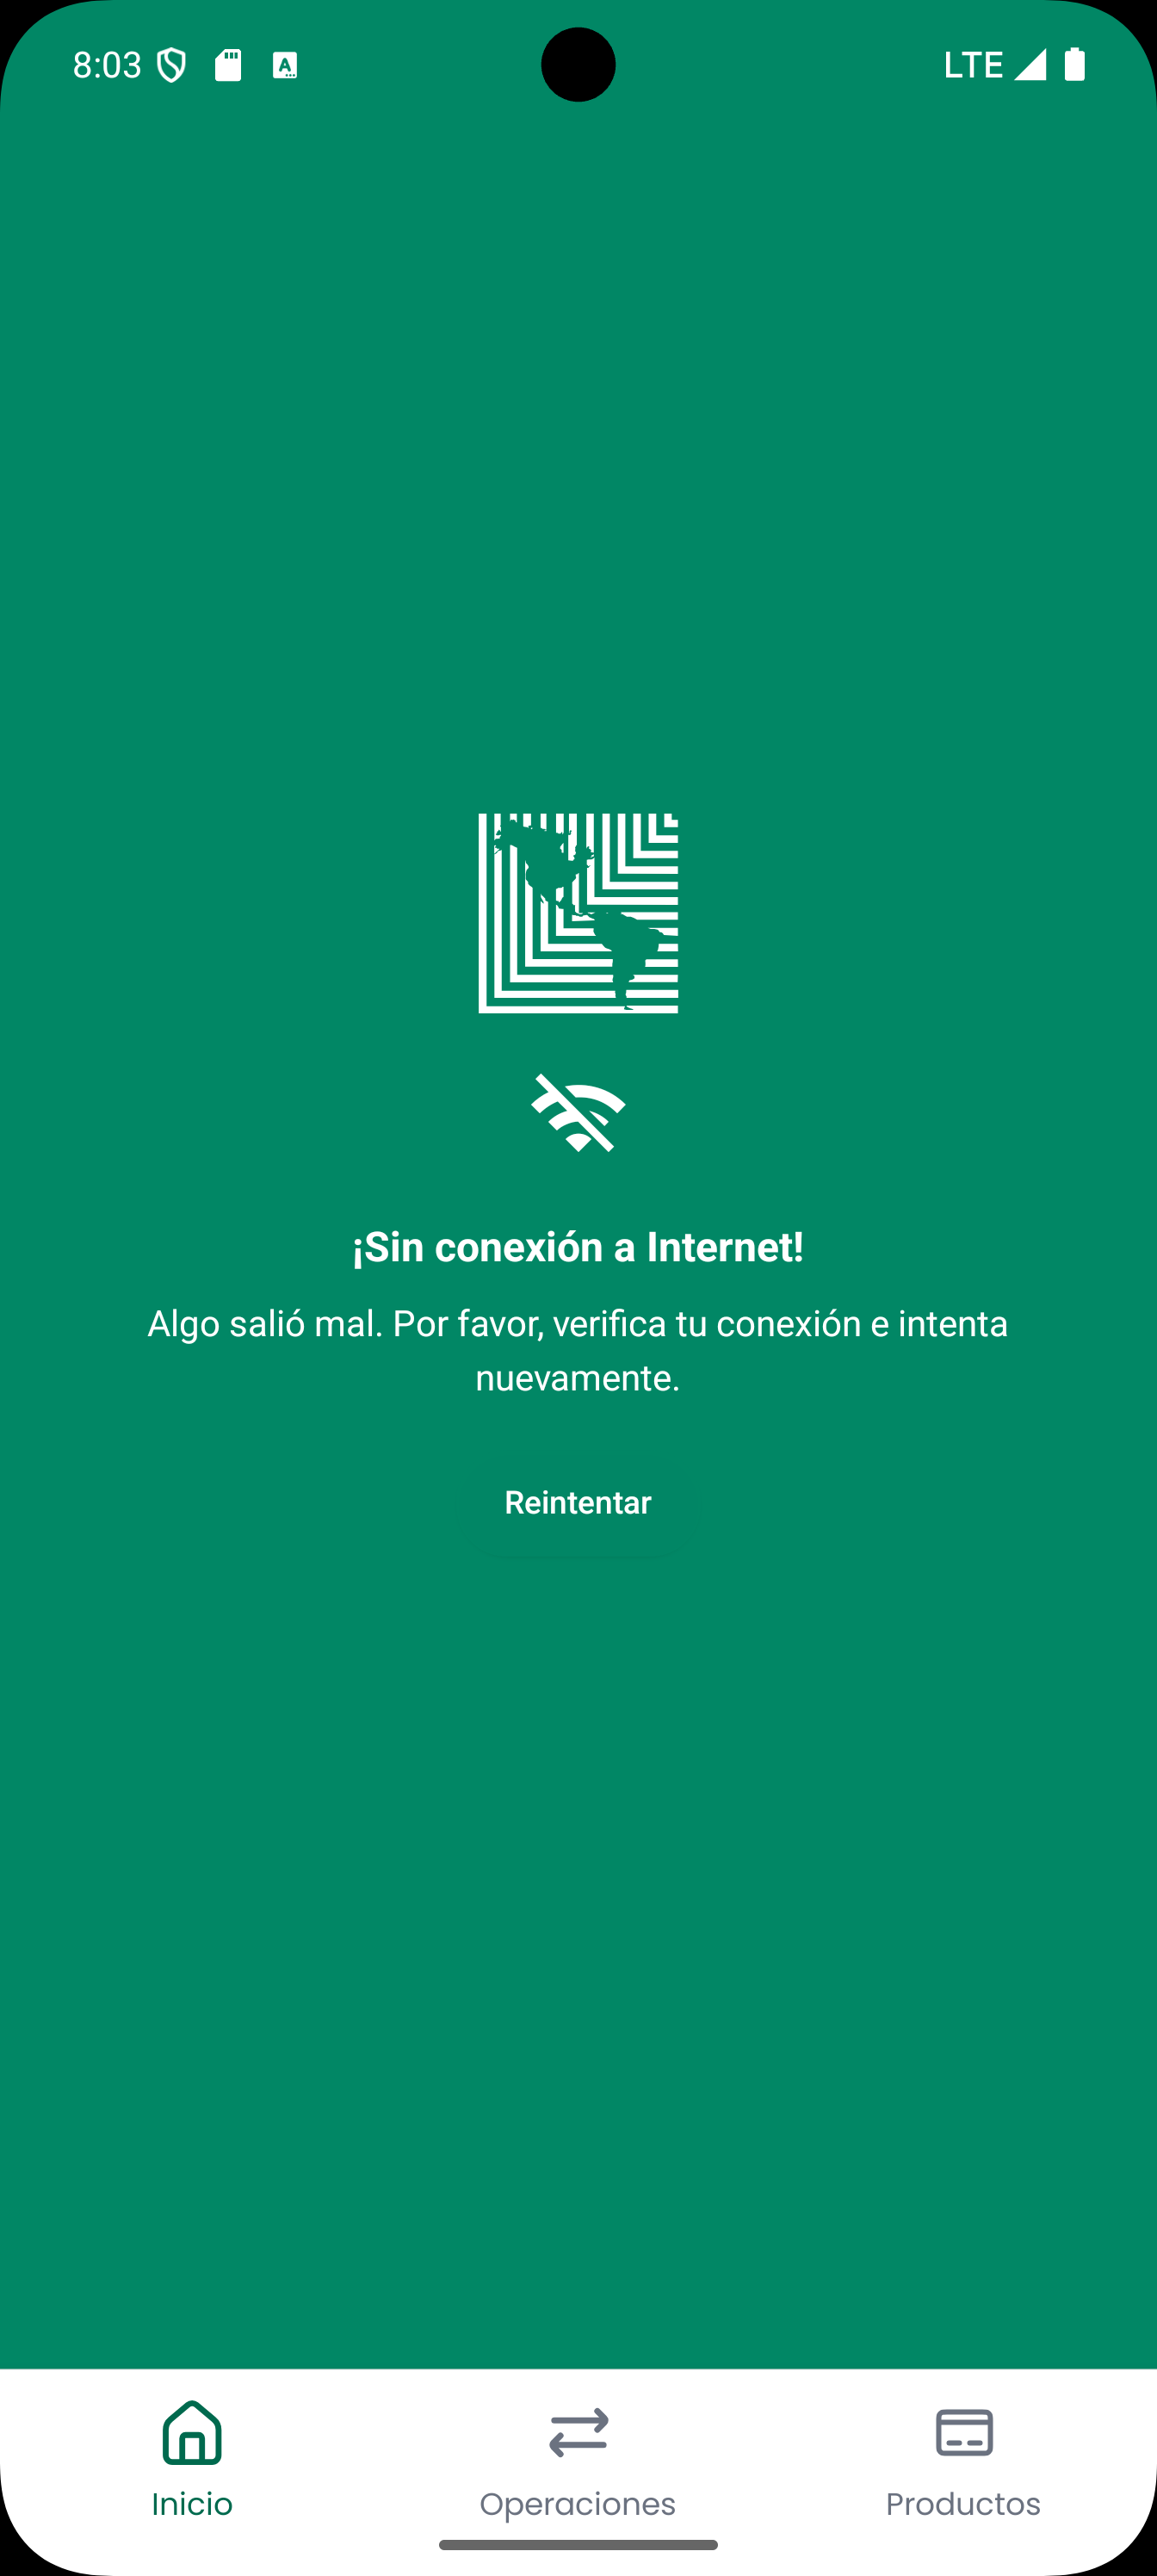 8:03
LTE
¡Sin conexión a Internet!
Algo salió mal. Por favor, verifica tu conexión e intenta
nuevamente.
Reintentar
Inicio
Operaciones
Productos